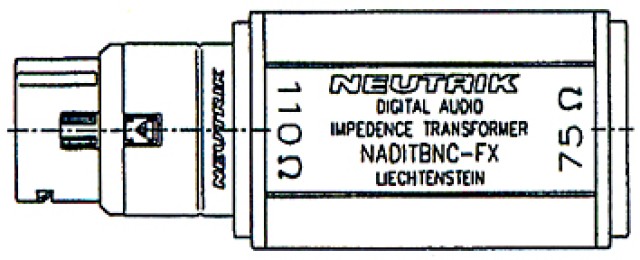 NEUTRIK
110Ω
NEUTRIK
DIGITAL AUDIO
IMPEDENCE TRANSFORMER
NADITBNC-FX
LIECHTENSTEIN
75Ω